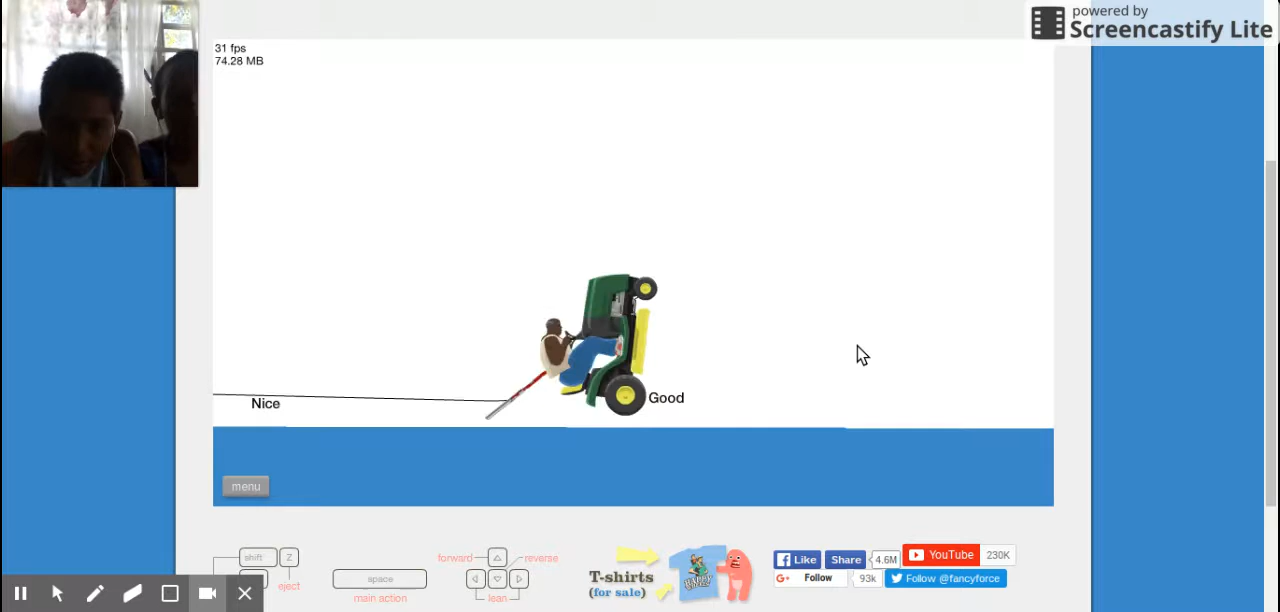 powered by
Screencastify Lite
31 fps
74.28 MB
Nice
Good
menu
shift
Z
eject
space
main action
forward
reverse
lean
T-shirts
(for sale)
Like
Share
4.6M
YouTube
230K
G+ Follow
93k
Follow @fancyforce